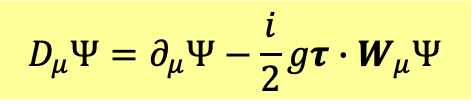 D_μΨ = ∂_μΨ − i/2 g𝝉 · 𝑾_μΨ